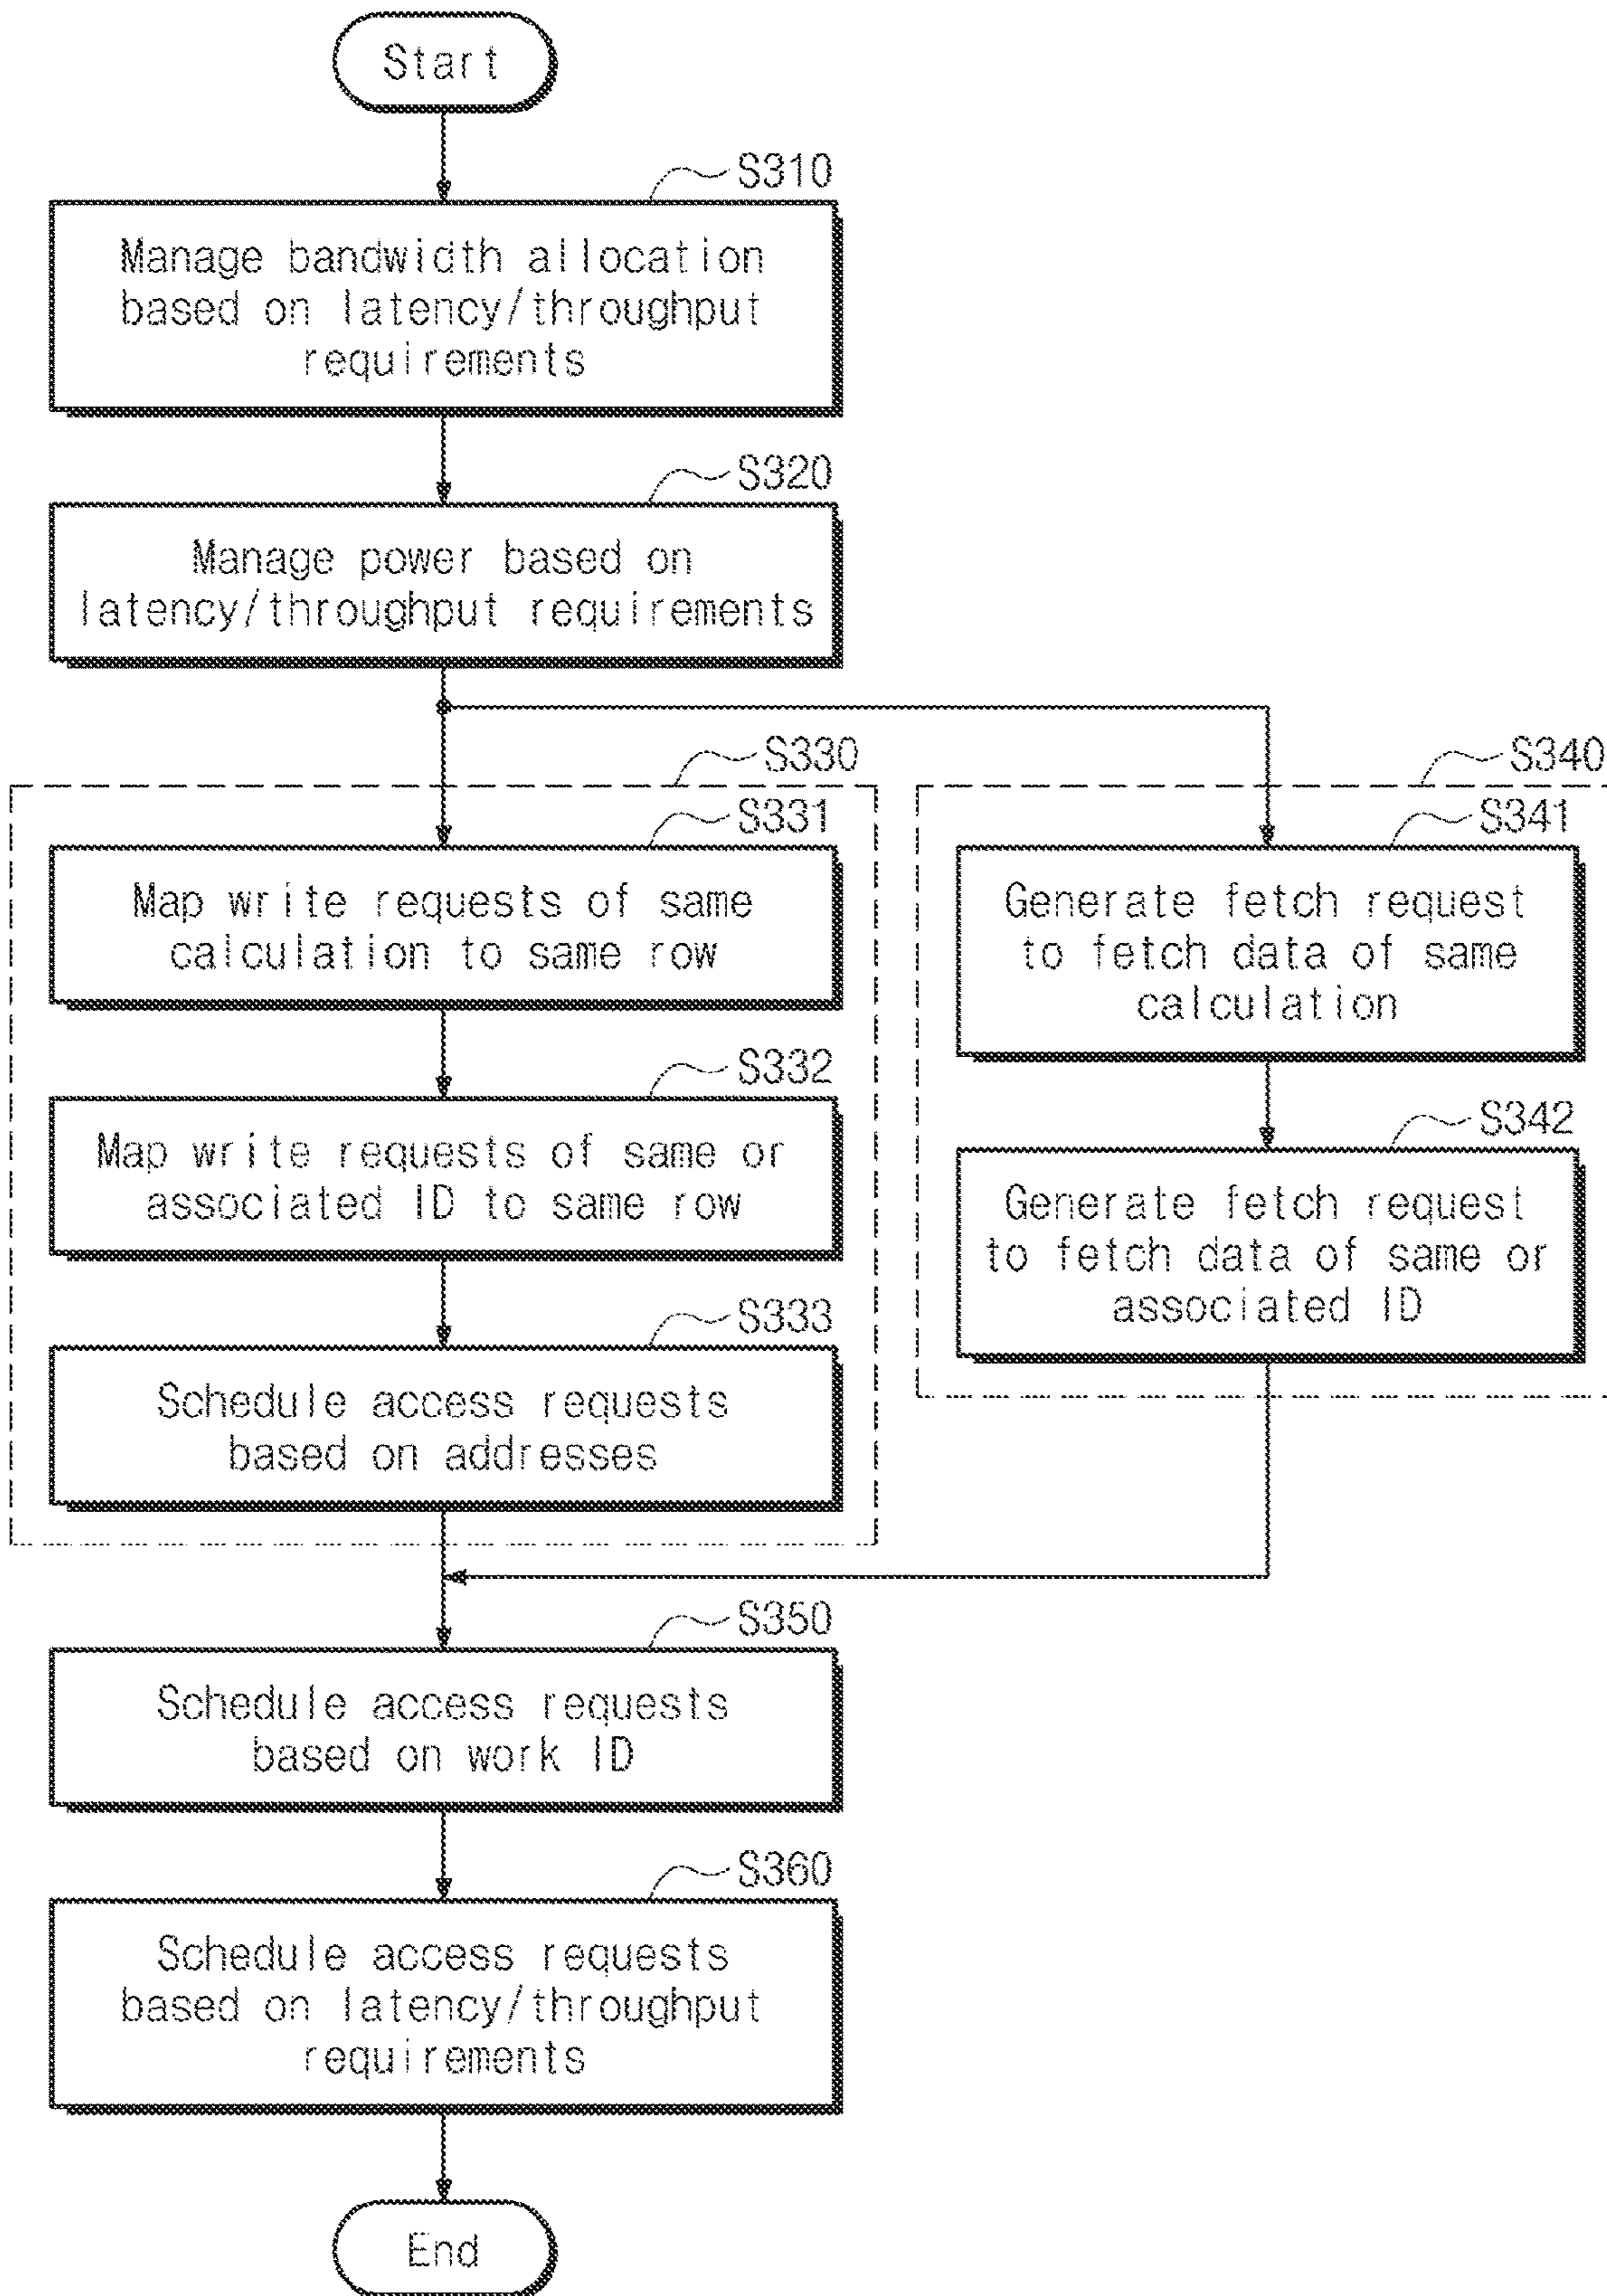 Start
S310
Manage bandwidth allocation
based on latency/throughput
requirements
S320
Manage power based on
latency/throughput requirements
S330
S340
S331
Map write requests of same
calculation to same row
S341
Generate fetch request
to fetch data of same
calculation
S332
Map write requests of same or
associated ID to same row
S342
Generate fetch request
to fetch data of same or
associated ID
S333
Schedule access requests
based on addresses
S350
Schedule access requests
based on work ID
S360
Schedule access requests
based on latency/throughput
requirements
End